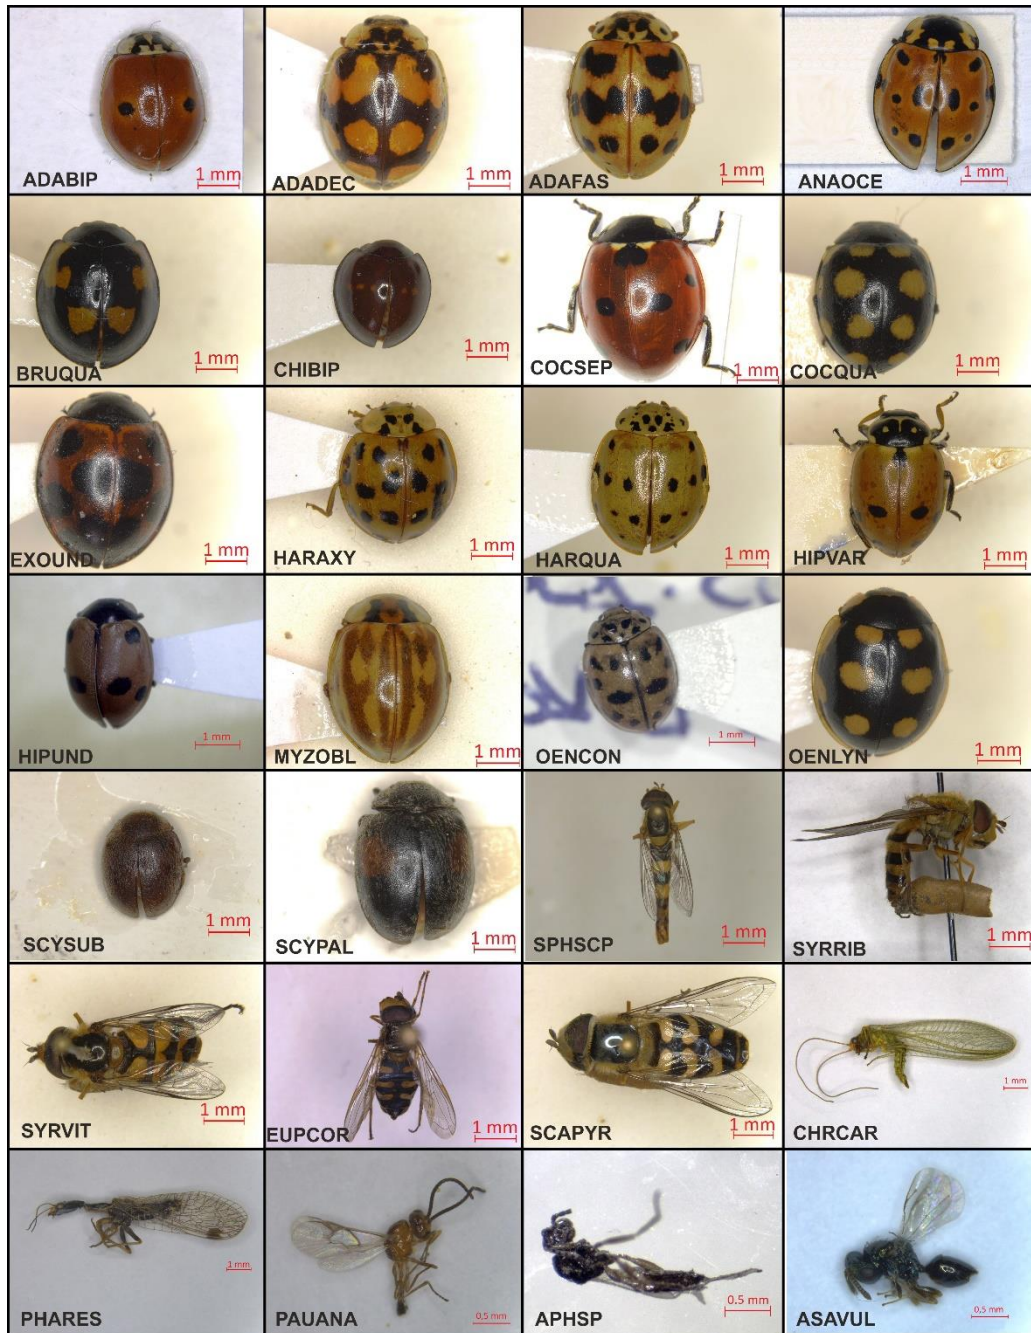 ADABIP 1 mm
ADADEC 1 mm
ADAFAS 1 mm
ANAOCE 1 mm
BRUQUA 1 mm
CHIBIP 1 mm
COCSEP 1 mm
COCQUA 1 mm
EXOUND 1 mm
HARAXY 1 mm
HARQUA 1 mm
HIPVAR 1 mm
HIPUND 1 mm
MYZOBL 1 mm
OENCON 1 mm
OENLYN 1 mm
SCYSUB 1 mm
SCYPAL 1 mm
SPHSCP 1 mm
SYRRIB 1 mm
SYRVIT 1 mm
EUPCOR 1 mm
SCAPYR 1 mm
CHRCAR 1 mm
PHARES 1 mm
PAUANA 0,5 mm
APHSP 0.5 mm
ASAVUL 0,5 mm